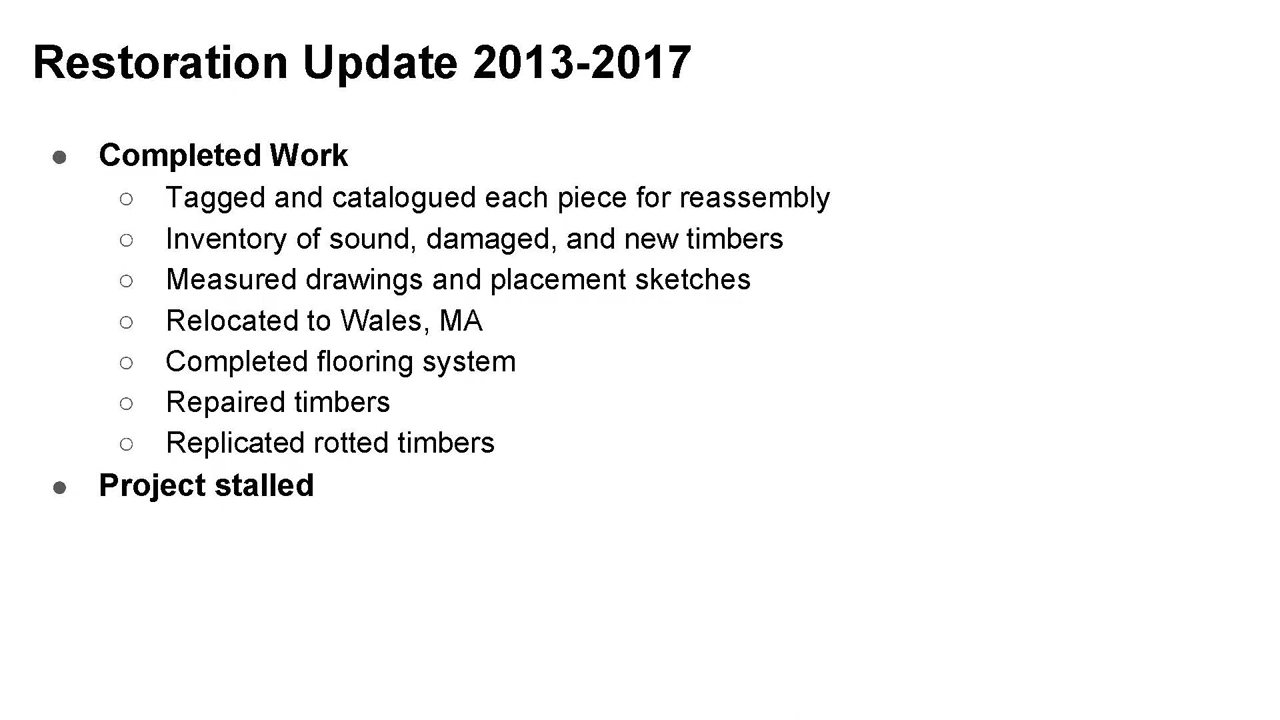 Restoration Update 2013-2017
● Completed Work
○ Tagged and catalogued each piece for reassembly
○ Inventory of sound, damaged, and new timbers
○ Measured drawings and placement sketches
○ Relocated to Wales, MA
○ Completed flooring system
○ Repaired timbers
○ Replicated rotted timbers
● Project stalled